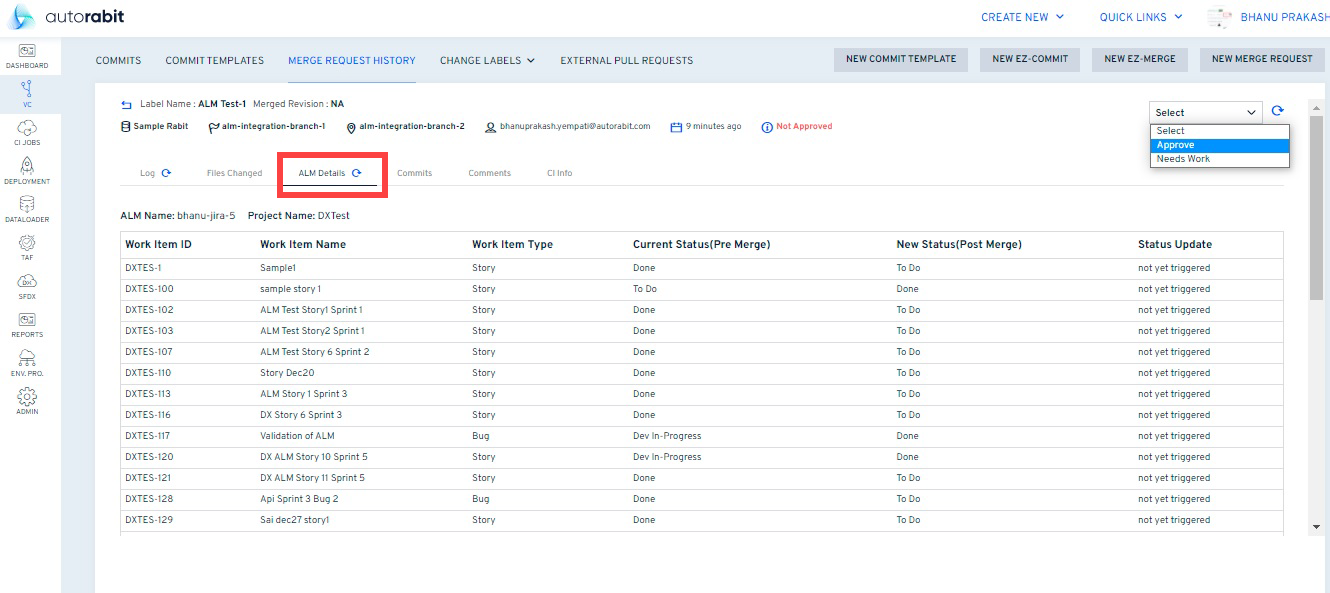 autorabit
CREATE NEW QUICK LINKS BHANU PRAKASH
DASHBOARD
VC
CI JOBS
DEPLOYMENT
DATALOADER
TAF
SFDX
REPORTS
ENV. PRO.
ADMIN
COMMITS COMMIT TEMPLATES MERGE REQUEST HISTORY CHANGE LABELS EXTERNAL PULL REQUESTS NEW COMMIT TEMPLATE NEW EZ-COMMIT NEW EZ-MERGE NEW MERGE REQUEST
Label Name : ALM Test-1 Merged Revision : NA
Sample Rabit alm-integration-branch-1 alm-integration-branch-2 bhanuprakash.yempati@autorabit.com 9 minutes ago Not Approved
Select
Select
Approve
Needs Work
Log Files Changed ALM Details Commits Comments CI Info
ALM Name: bhanu-jira-5 Project Name: DXTest
Work Item ID Work Item Name Work Item Type Current Status(Pre Merge) New Status(Post Merge) Status Update
DXTES-1 Sample1 Story Done To Do not yet triggered
DXTES-100 sample story 1 Story To Do Done not yet triggered
DXTES-102 ALM Test Story1 Sprint 1 Story Done To Do not yet triggered
DXTES-103 ALM Test Story2 Sprint 1 Story Done To Do not yet triggered
DXTES-107 ALM Test Story 6 Sprint 2 Story Done To Do not yet triggered
DXTES-110 Story Dec20 Story Done To Do not yet triggered
DXTES-113 ALM Story 1 Sprint 3 Story Done To Do not yet triggered
DXTES-116 DX Story 6 Sprint 3 Story Done To Do not yet triggered
DXTES-117 Validation of ALM Bug Dev In-Progress Done not yet triggered
DXTES-120 DX ALM Story 10 Sprint 5 Story Dev In-Progress Done not yet triggered
DXTES-121 DX ALM Story 11 Sprint 5 Story Done To Do not yet triggered
DXTES-128 Api Sprint 3 Bug 2 Bug Done To Do not yet triggered
DXTES-129 Sai dec27 story1 Story Done To Do not yet triggered